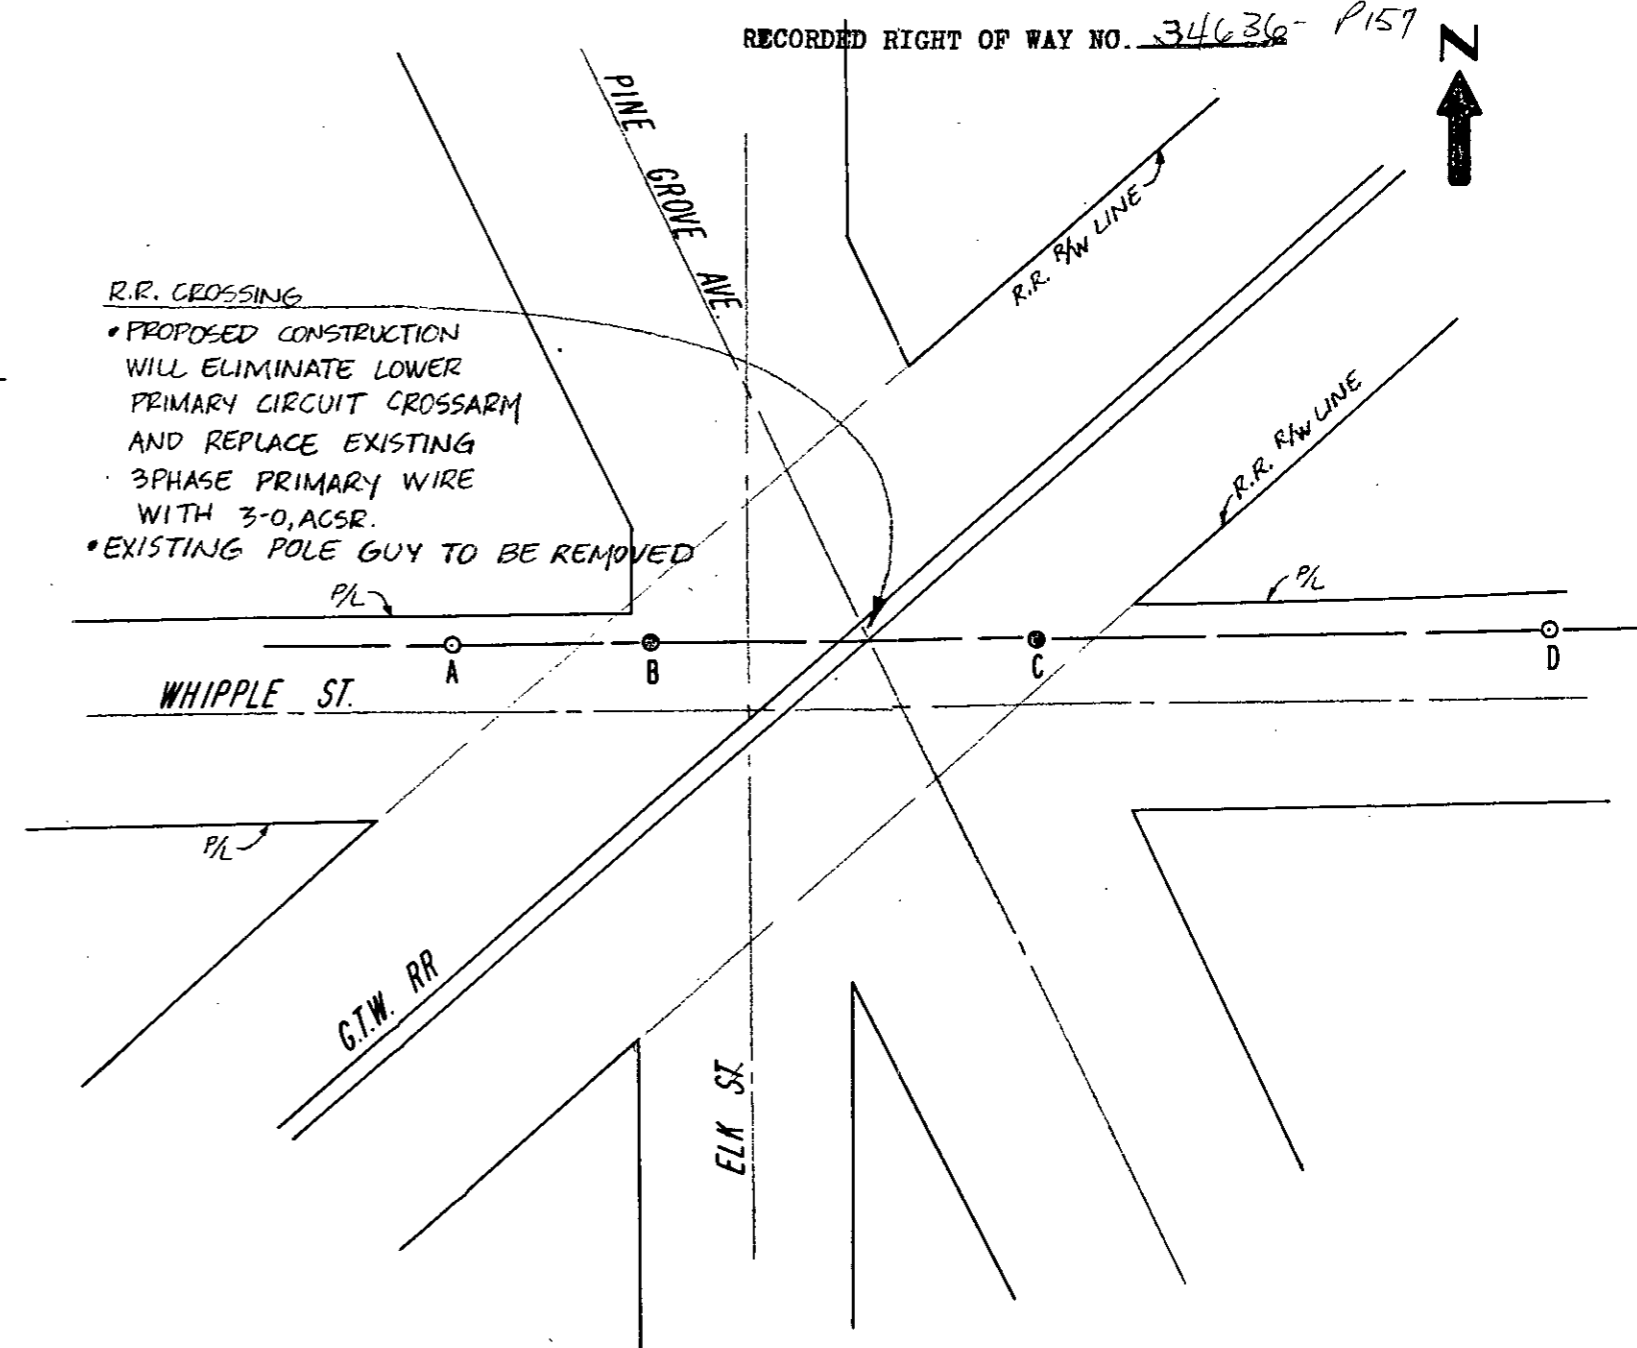 RECORDED RIGHT OF WAY NO. 34636- P157
N
PINE GROVE AVE.
R.R. R/W LINE
R.R. CROSSING
• PROPOSED CONSTRUCTION
WILL ELIMINATE LOWER
PRIMARY CIRCUIT CROSSARM
AND REPLACE EXISTING
3PHASE PRIMARY WIRE
WITH 3-0, ACSR.
• EXISTING POLE GUY TO BE REMOVED
R.R. R/W LINE
P/L
P/L
A
B
C
D
WHIPPLE ST.
P/L
G.T.W. RR
ELK ST.